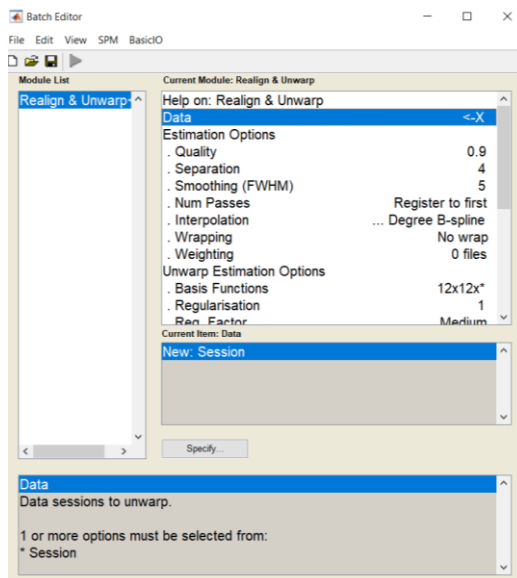 Batch Editor
File Edit View SPM BasicIO
Module List
Realign & Unwarp<
Current Module: Realign & Unwarp
Help on: Realign & Unwarp
Data <-X
Estimation Options
. Quality 0.9
. Separation 4
. Smoothing (FWHM) 5
. Num Passes Register to first
. Interpolation ... Degree B-spline
. Wrapping No wrap
. Weighting 0 files
Unwarp Estimation Options
. Basis Functions 12x12x*
. Regularisation 1
. Reg. Factor Medium
Current Item: Data
New: Session
Specify...
Data
Data sessions to unwarp.
1 or more options must be selected from:
* Session